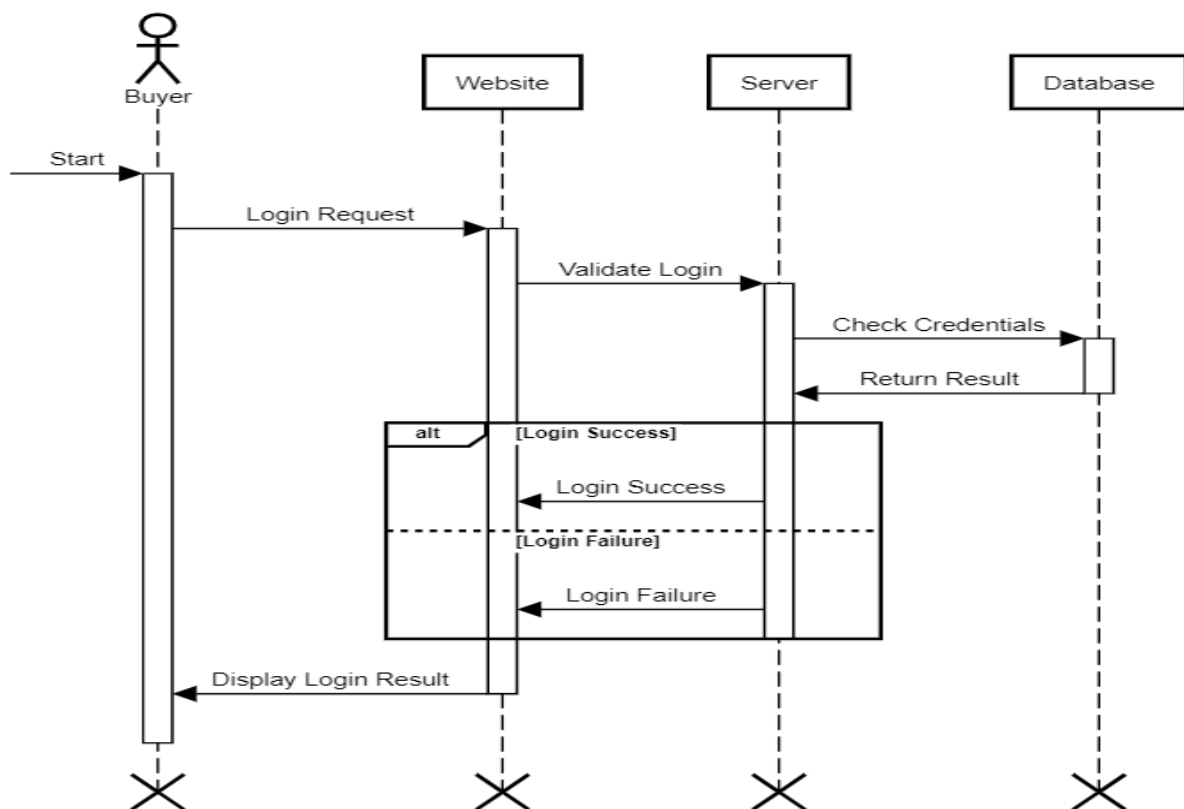 Buyer
Website
Server
Database
Start
Login Request
Validate Login
Check Credentials
Return Result
alt
[Login Success]
Login Success
[Login Failure]
Login Failure
Display Login Result